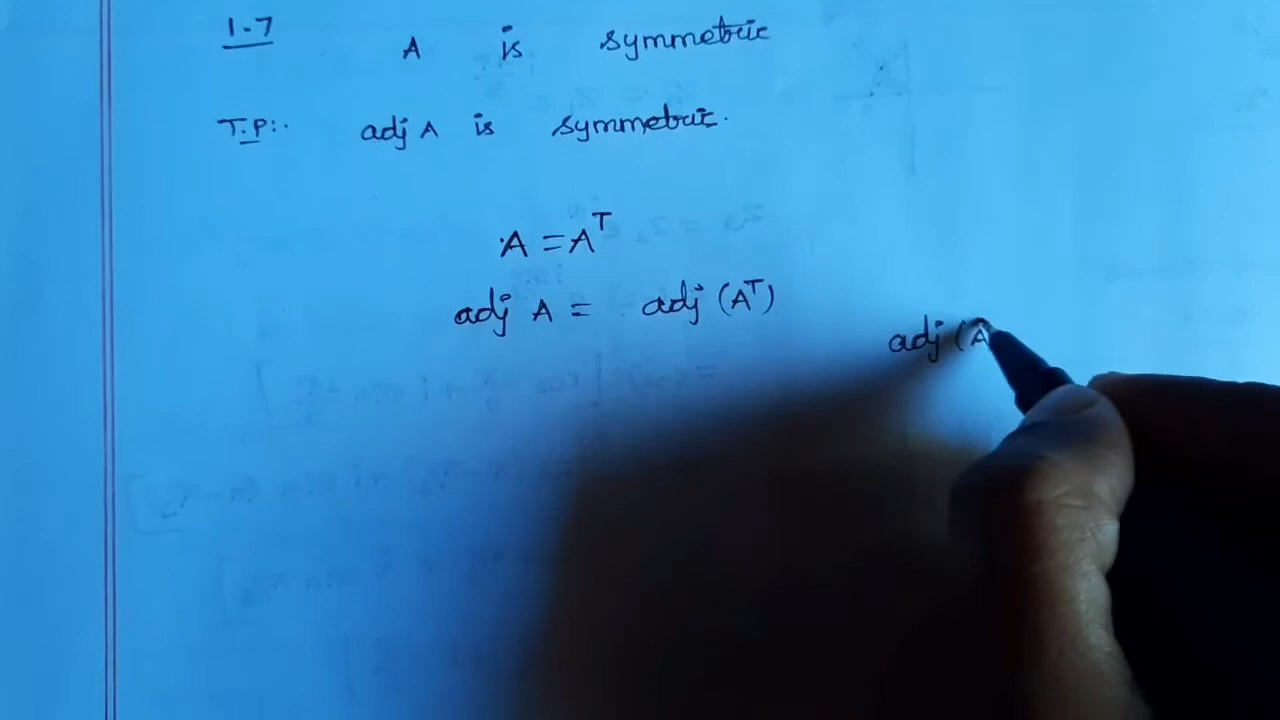 1.7 A is symmetric
T.P:. adj A is symmetric.
A = A^T
adj A = adj (A^T)
adj (A